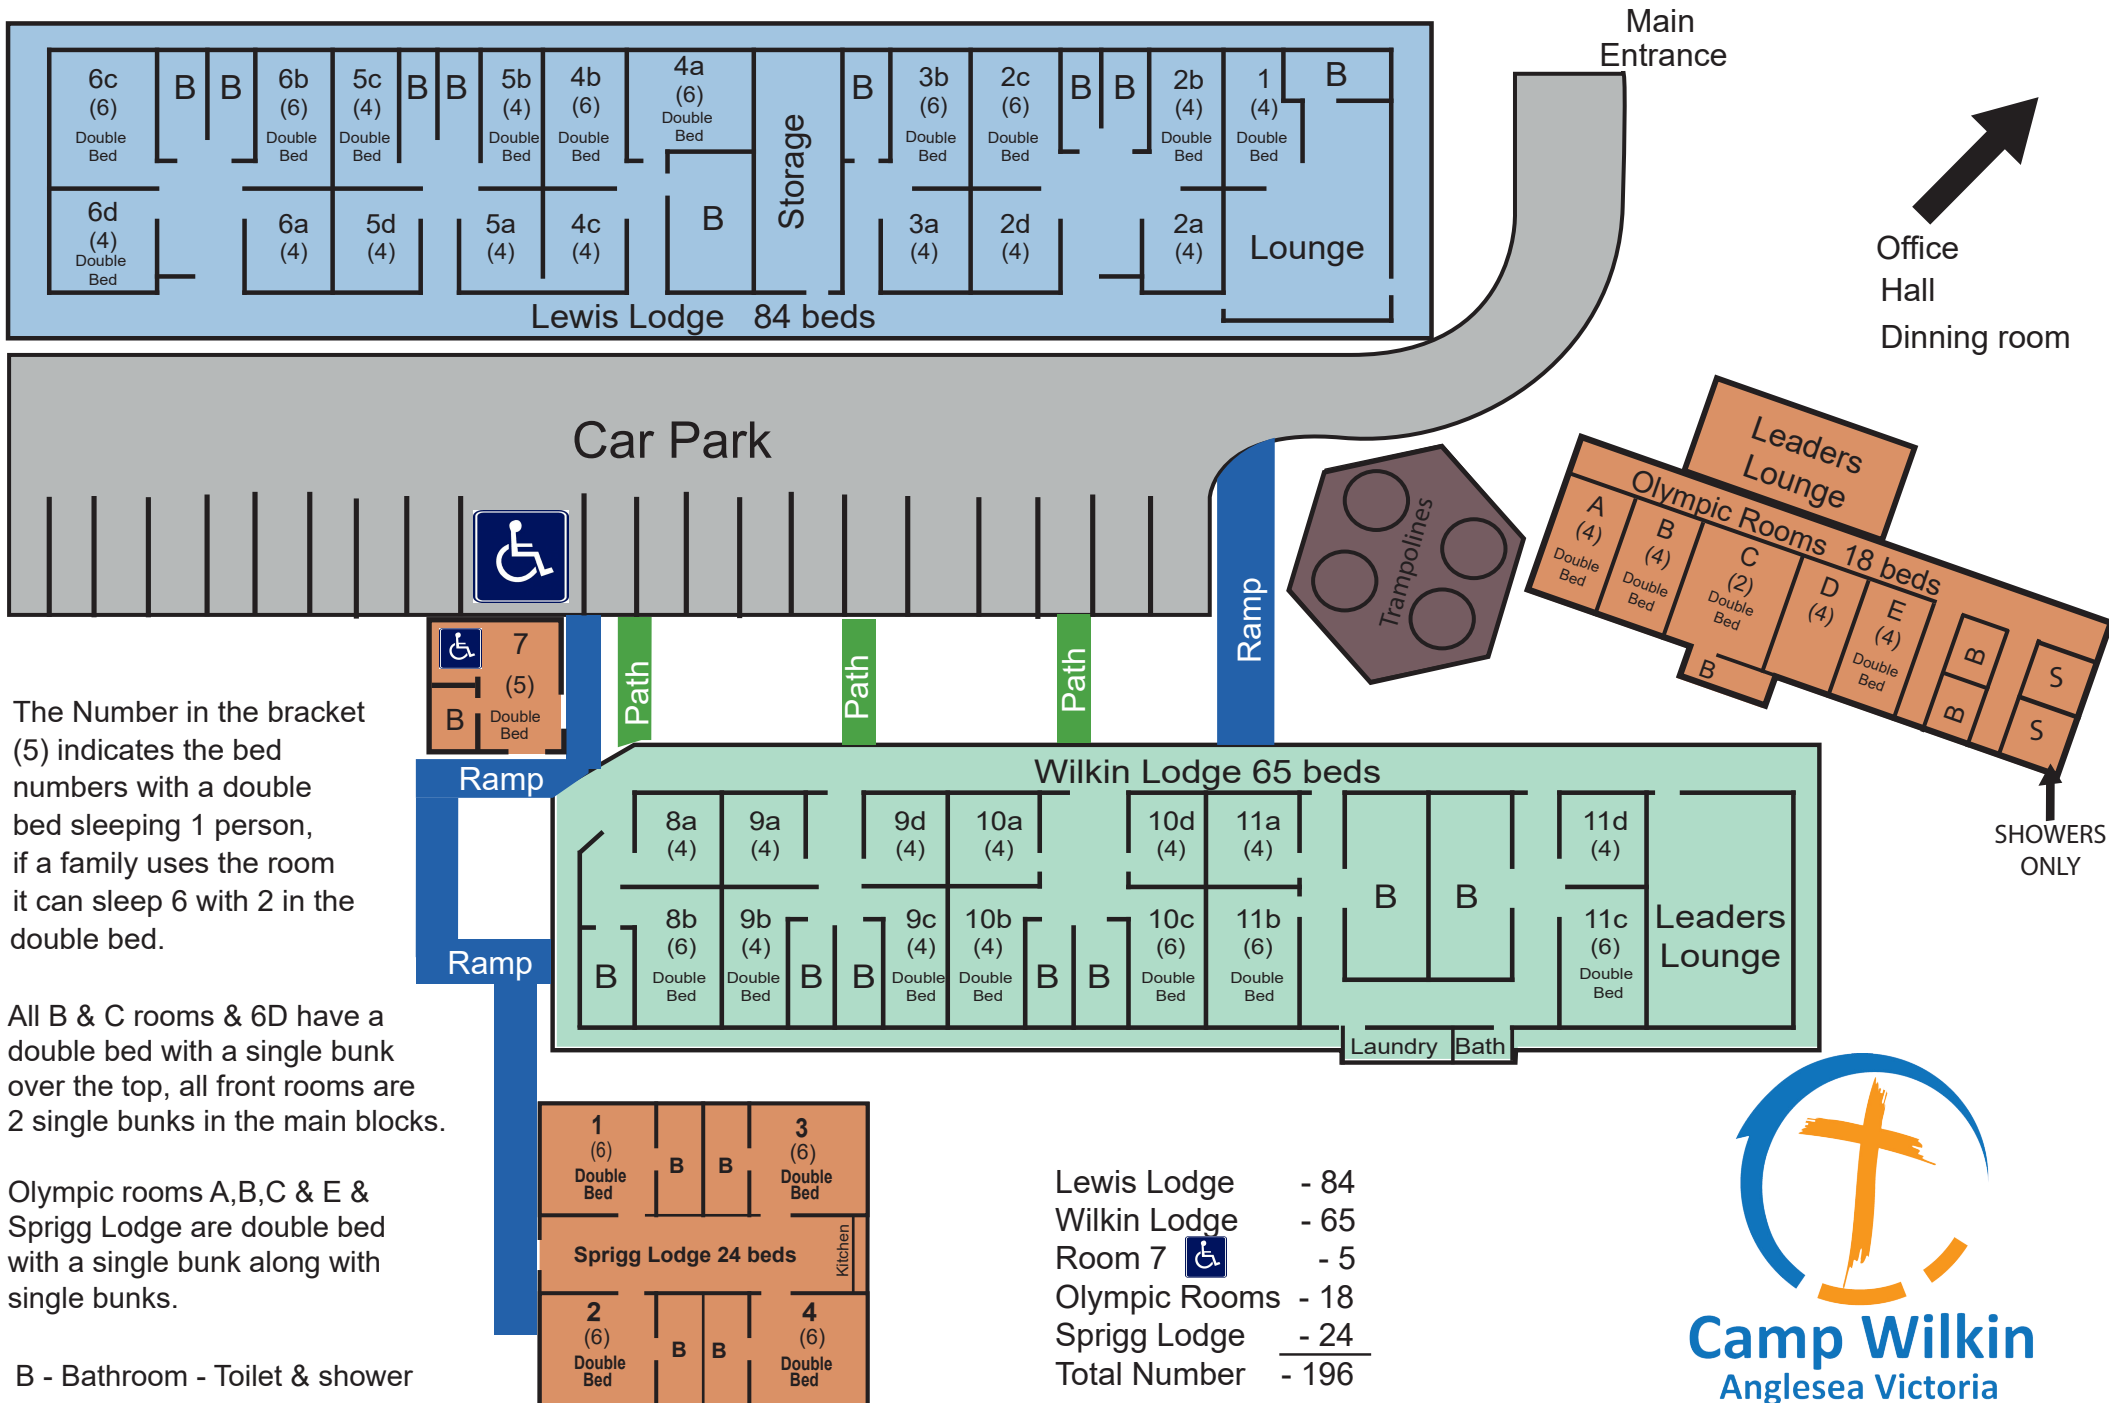 Main
Entrance
6c
(6)
Double
Bed
B
B
6b
(6)
Double
Bed
5c
(4)
Double
Bed
B
B
5b
(4)
Double
Bed
4b
(6)
Double
Bed
4a
(6)
Double
Bed
Storage
B
3b
(6)
Double
Bed
2c
(6)
Double
Bed
B
B
2b
(4)
Double
Bed
1
(4)
Double
Bed
B
6d
(4)
Double
Bed
6a
(4)
5d
(4)
5a
(4)
4c
(4)
B
3a
(4)
2d
(4)
2a
(4)
Lounge
Lewis Lodge 84 beds
Office
Hall
Dinning room
Car Park
Leaders
Lounge
Olympic Rooms 18 beds
A
(4)
Double
Bed
B
(4)
Double
Bed
C
(2)
Double
Bed
B
D
(4)
E
(4)
Double
Bed
B
B
S
S
SHOWERS
ONLY
Trampolines
Ramp
Path
Path
Path
7
(5)
Double
Bed
B
Ramp
Ramp
The Number in the bracket
(5) indicates the bed
numbers with a double
bed sleeping 1 person,
if a family uses the room
it can sleep 6 with 2 in the
double bed.
All B & C rooms & 6D have a
double bed with a single bunk
over the top, all front rooms are
2 single bunks in the main blocks.
Olympic rooms A,B,C & E &
Sprigg Lodge are double bed
with a single bunk along with
single bunks.
B - Bathroom - Toilet & shower
Wilkin Lodge 65 beds
8a
(4)
9a
(4)
9d
(4)
10a
(4)
10d
(4)
11a
(4)
11d
(4)
B
8b
(6)
Double
Bed
9b
(4)
Double
Bed
B
B
9c
(4)
Double
Bed
10b
(4)
Double
Bed
B
B
10c
(6)
Double
Bed
11b
(6)
Double
Bed
B
B
11c
(6)
Double
Bed
Leaders
Lounge
Laundry
Bath
1
(6)
Double
Bed
B
B
3
(6)
Double
Bed
Sprigg Lodge 24 beds
Kitchen
2
(6)
Double
Bed
B
B
4
(6)
Double
Bed
Lewis Lodge - 84
Wilkin Lodge - 65
Room 7 - 5
Olympic Rooms - 18
Sprigg Lodge - 24
Total Number - 196
Camp Wilkin
Anglesea Victoria